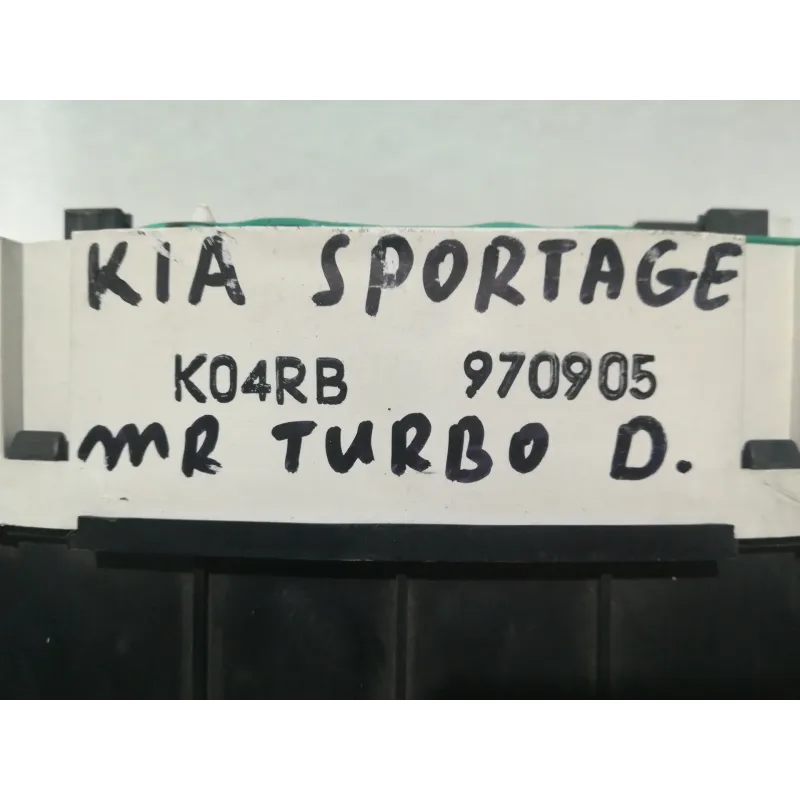 KIA SPORTAGE
K04RB 970905
MR TURBO D.